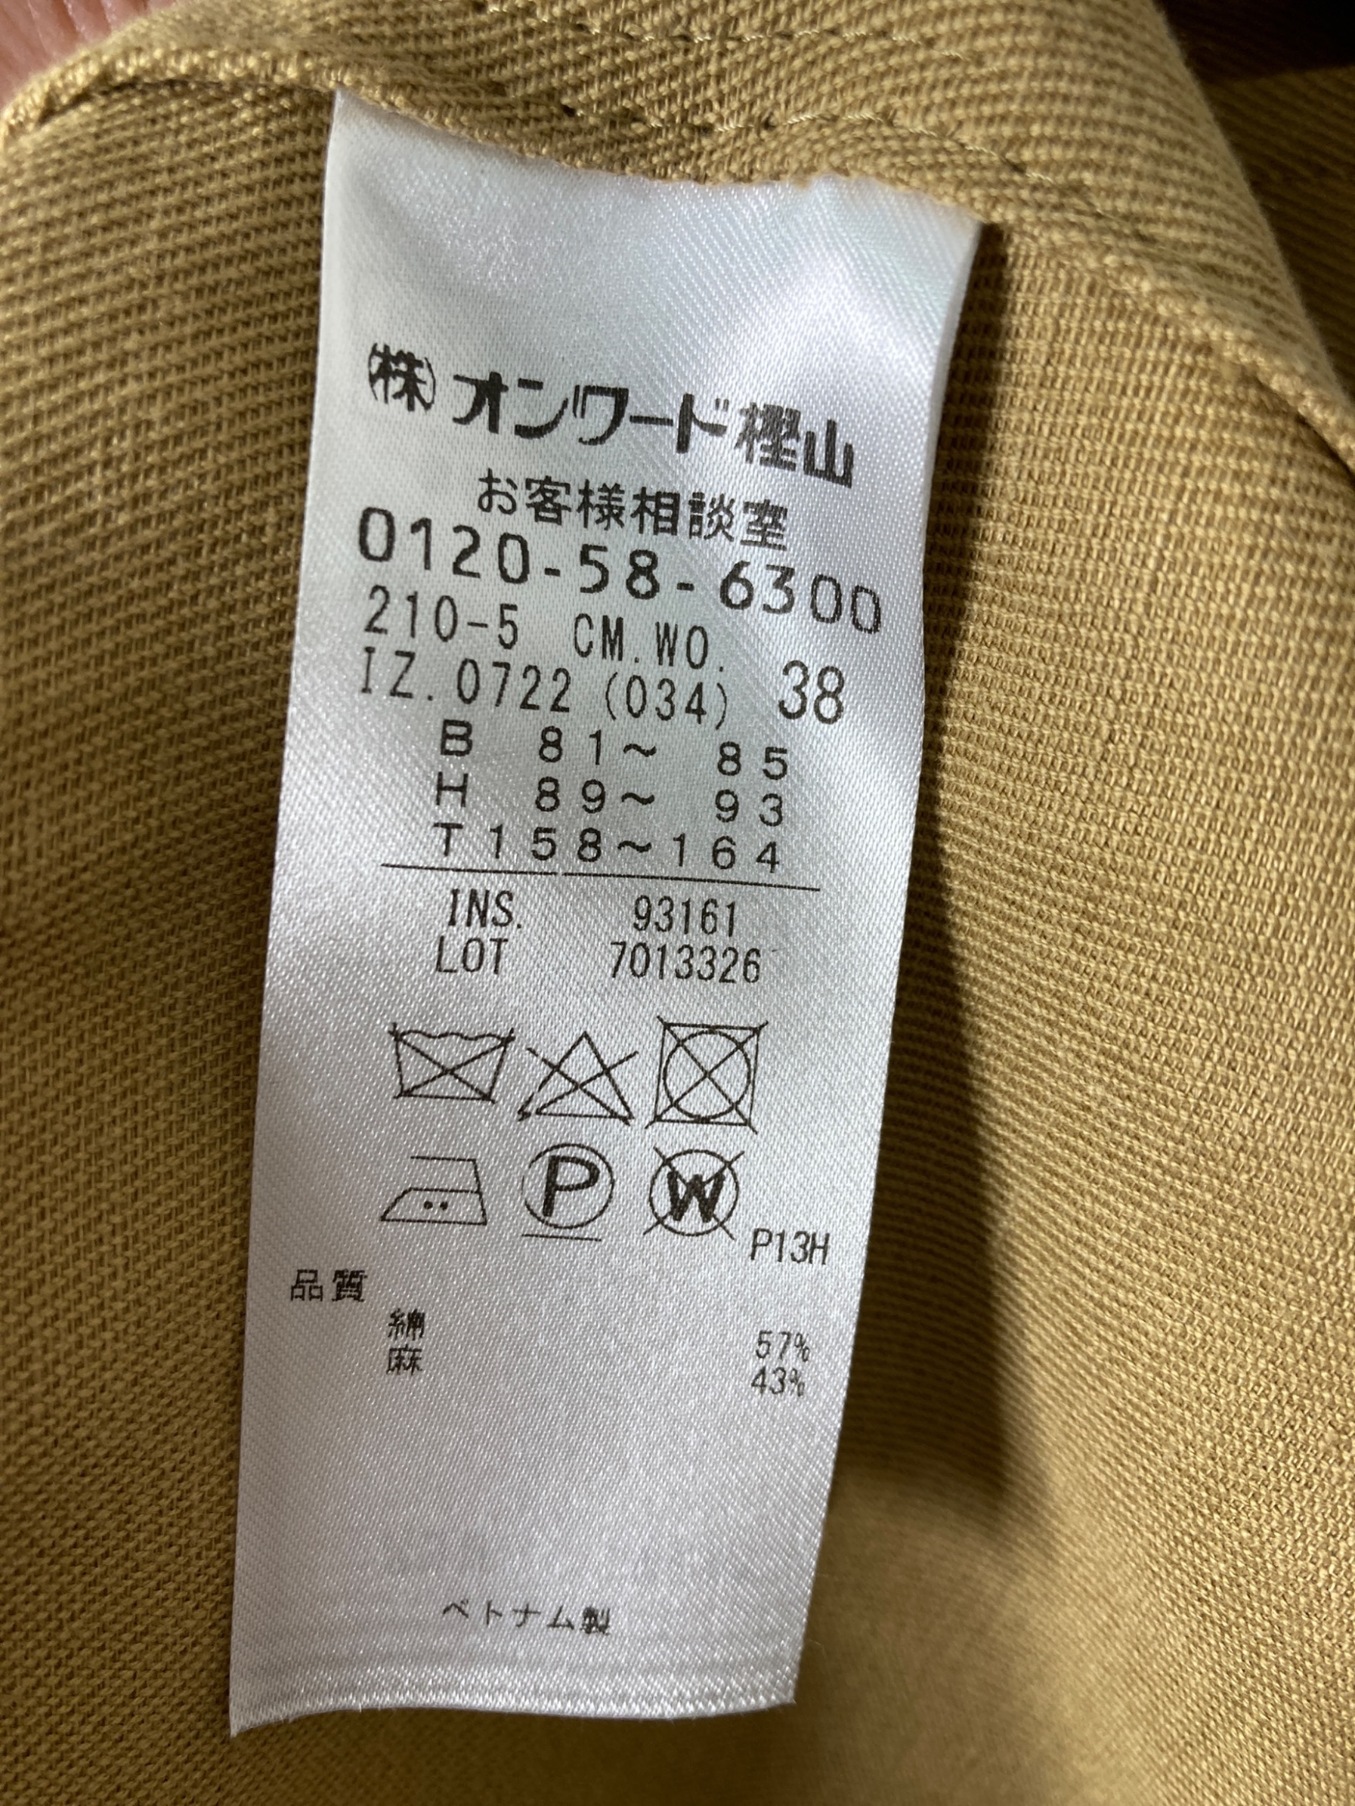 ㈱オンワード樫山
お客様相談室
0120-58-6300
210-5 CM.WO.
IZ.0722 (034) 38
B 81~ 85
H 89~ 93
T158~164
INS. 93161
LOT 7013326
P
W
P13H
品質
綿 57%
麻 43%
ベトナム製